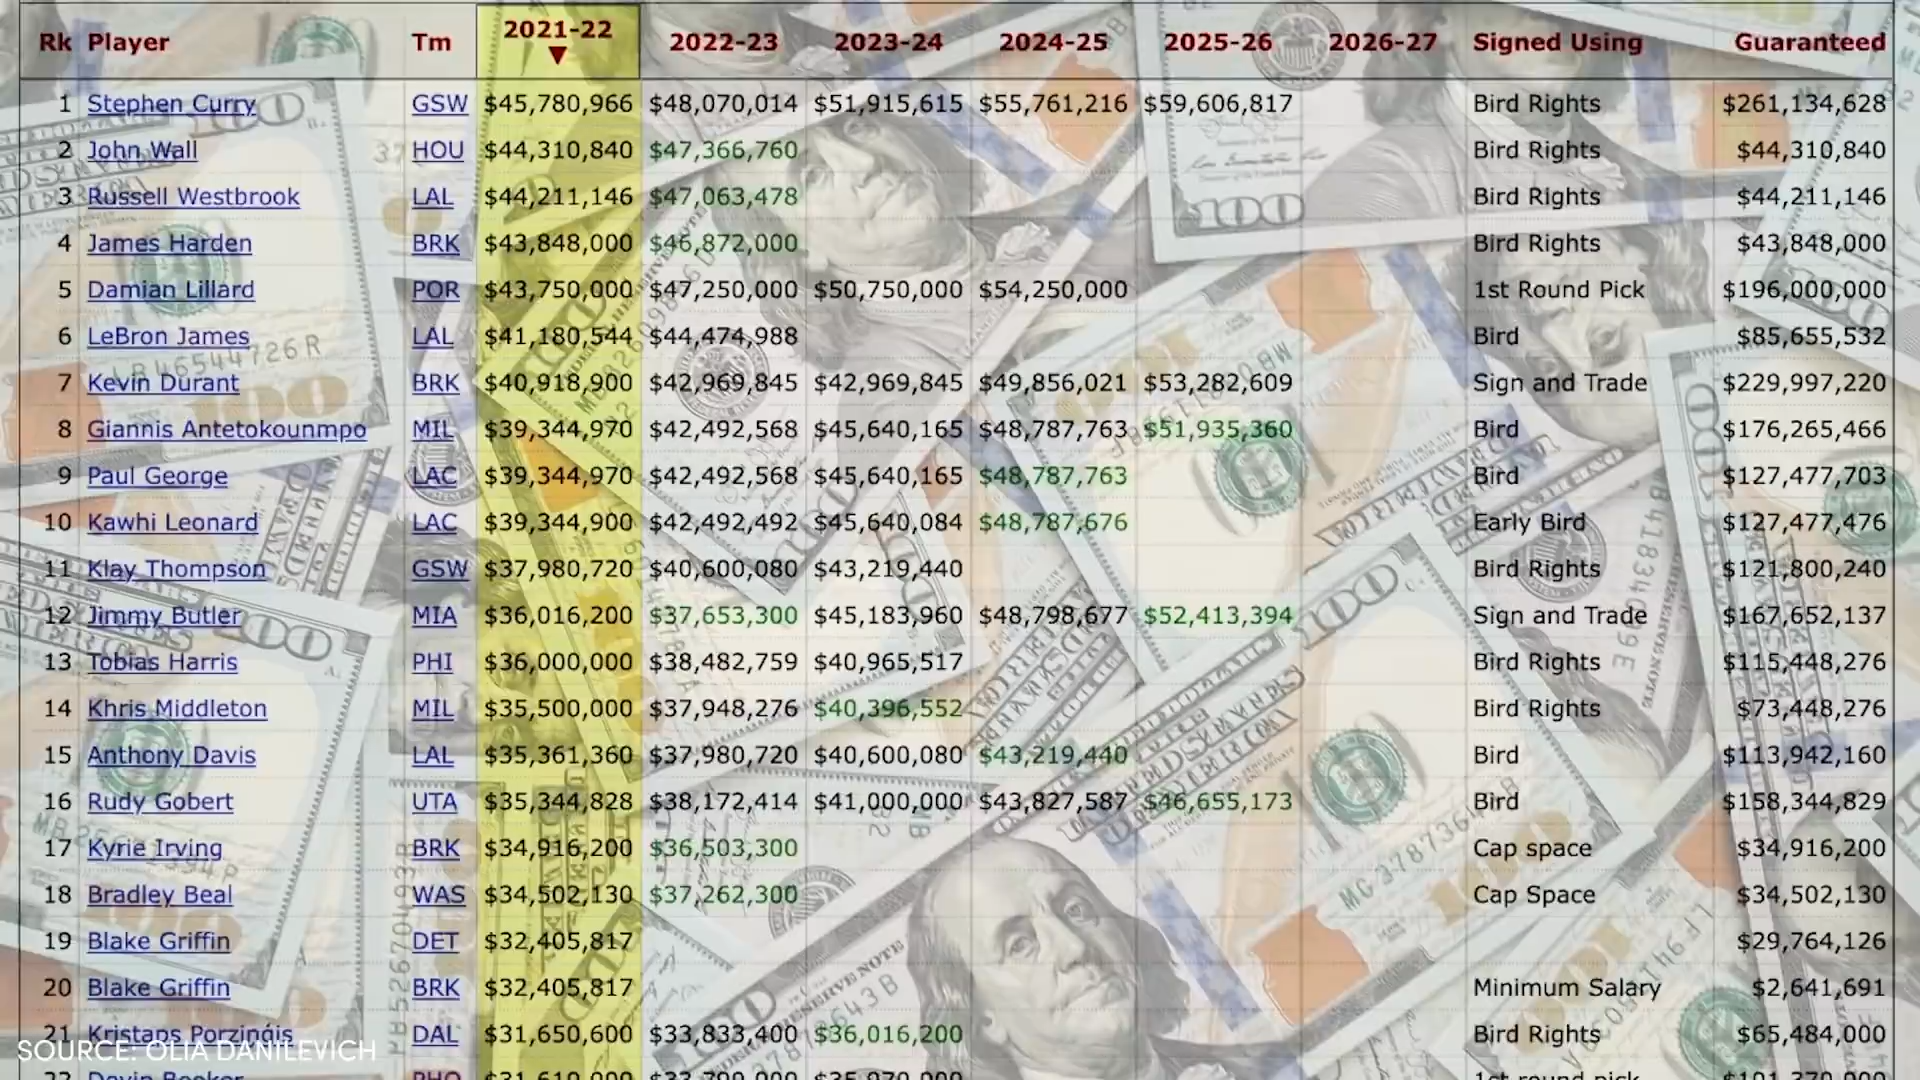 Rk Player Tm 2021-22 2022-23 2023-24 2024-25 2025-26 2026-27 Signed Using Guaranteed
▼
1 Stephen Curry GSW $45,780,966 $48,070,014 $51,915,615 $55,761,216 $59,606,817 Bird Rights $261,134,628
2 John Wall HOU $44,310,840 $47,366,760 Bird Rights $44,310,840
3 Russell Westbrook LAL $44,211,146 $47,063,478 Bird Rights $44,211,146
4 James Harden BRK $43,848,000 $46,872,000 Bird Rights $43,848,000
5 Damian Lillard POR $43,750,000 $47,250,000 $50,750,000 $54,250,000 1st Round Pick $196,000,000
6 LeBron James LAL $41,180,544 $44,474,988 Bird $85,655,532
7 Kevin Durant BRK $40,918,900 $42,969,845 $42,969,845 $49,856,021 $53,282,609 Sign and Trade $229,997,220
8 Giannis Antetokounmpo MIL $39,344,970 $42,492,568 $45,640,165 $48,787,763 $51,935,360 Bird $176,265,466
9 Paul George LAC $39,344,970 $42,492,568 $45,640,165 $48,787,763 Bird $127,477,703
10 Kawhi Leonard LAC $39,344,900 $42,492,492 $45,640,084 $48,787,676 Early Bird $127,477,476
11 Klay Thompson GSW $37,980,720 $40,600,080 $43,219,440 Bird Rights $121,800,240
12 Jimmy Butler MIA $36,016,200 $37,653,300 $45,183,960 $48,798,677 $52,413,394 Sign and Trade $167,652,137
13 Tobias Harris PHI $36,000,000 $38,482,759 $40,965,517 Bird Rights $115,448,276
14 Khris Middleton MIL $35,500,000 $37,948,276 $40,396,552 Bird Rights $73,448,276
15 Anthony Davis LAL $35,361,360 $37,980,720 $40,600,080 $43,219,440 Bird $113,942,160
16 Rudy Gobert UTA $35,344,828 $38,172,414 $41,000,000 $43,827,587 $46,655,173 Bird $158,344,829
17 Kyrie Irving BRK $34,916,200 $36,503,300 Cap space $34,916,200
18 Bradley Beal WAS $34,502,130 $37,262,300 Cap Space $34,502,130
19 Blake Griffin DET $32,405,817 $29,764,126
20 Blake Griffin BRK $32,405,817 Minimum Salary $2,641,691
21 Kristaps Porziņģis DAL $31,650,600 $33,833,400 $36,016,200 Bird Rights $65,484,000
SOURCE: OLIA DANILEVICH
22 Devin Booker PHO 1st round pick